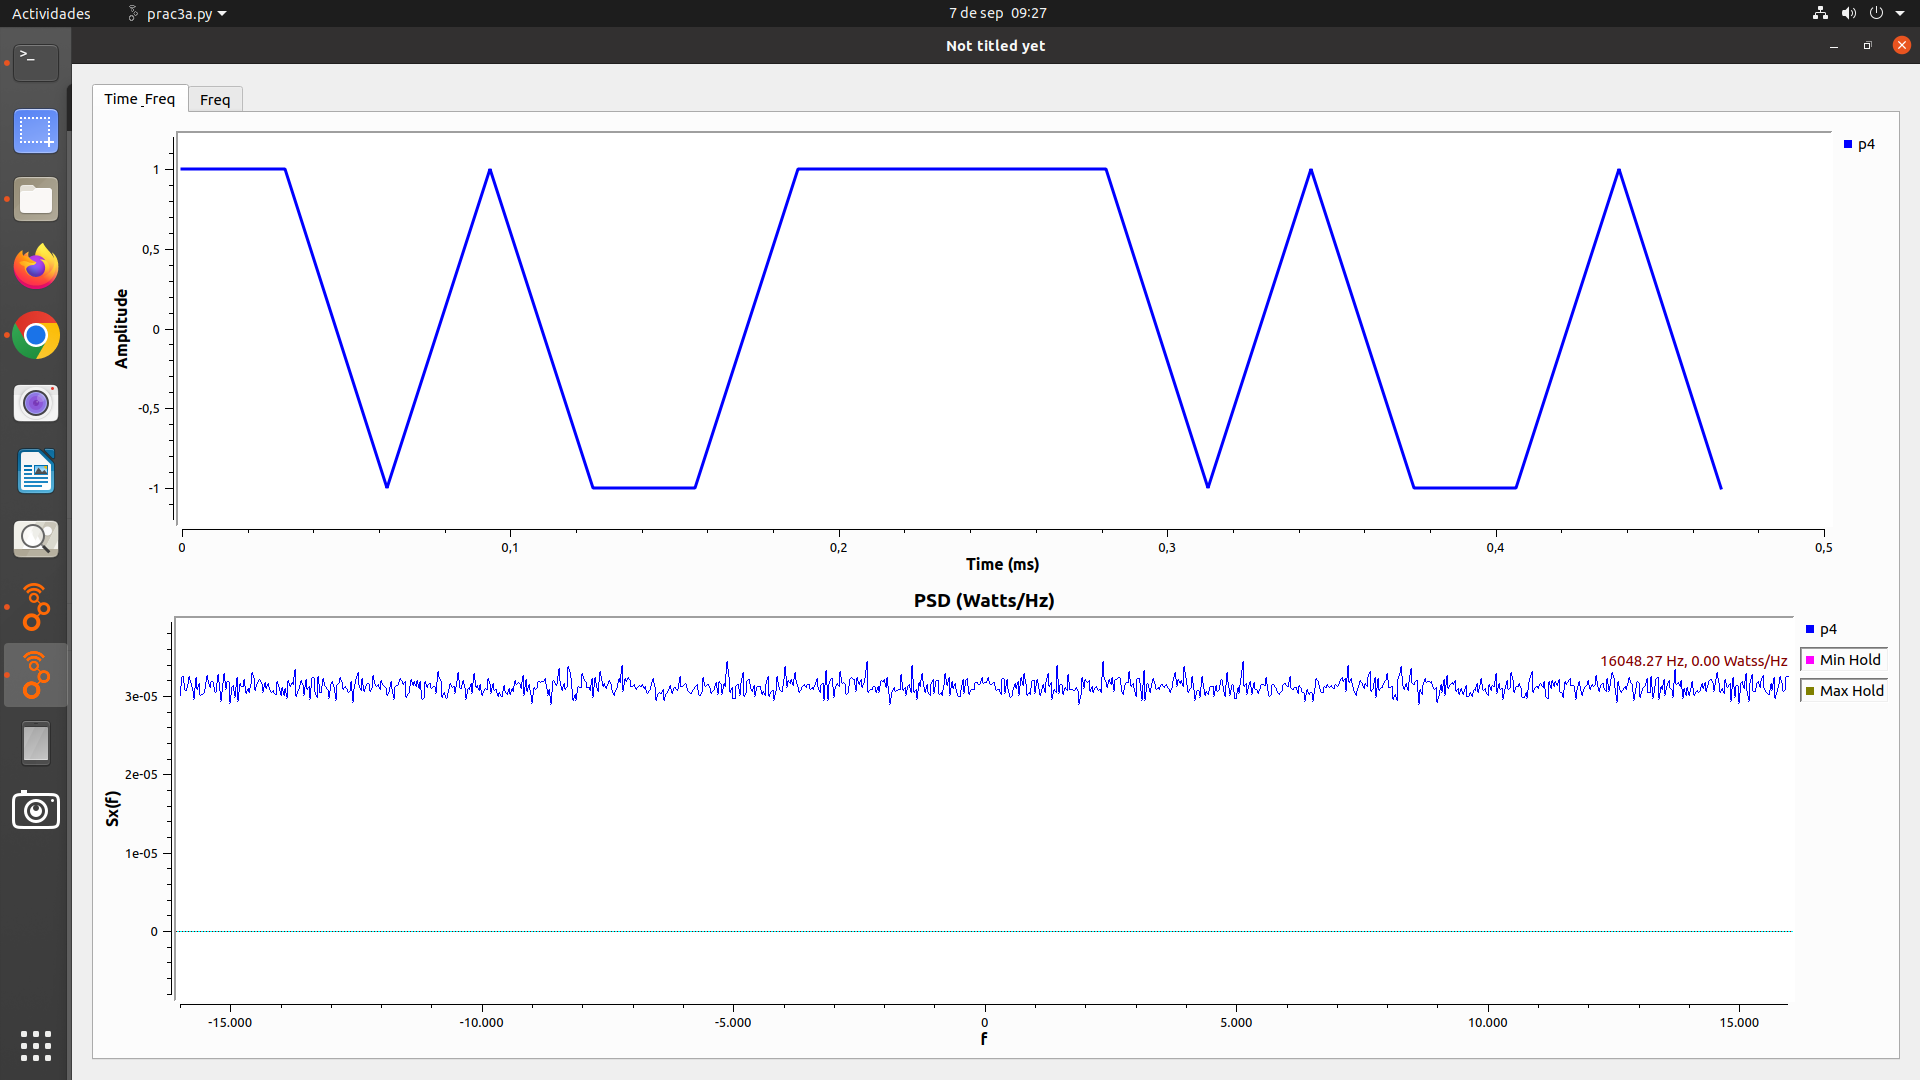 Actividades
prac3a.py
7 de sep 09:27
Not titled yet
Time_Freq
Freq
p4
1
0,5
0
-0,5
-1
Amplitude
0
0,1
0,2
0,3
0,4
0,5
Time (ms)
PSD (Watts/Hz)
p4
16048.27 Hz, 0.00 Watss/Hz
Min Hold
Max Hold
3e-05
2e-05
1e-05
0
Sx(f)
-15.000
-10.000
-5.000
0
5.000
10.000
15.000
f